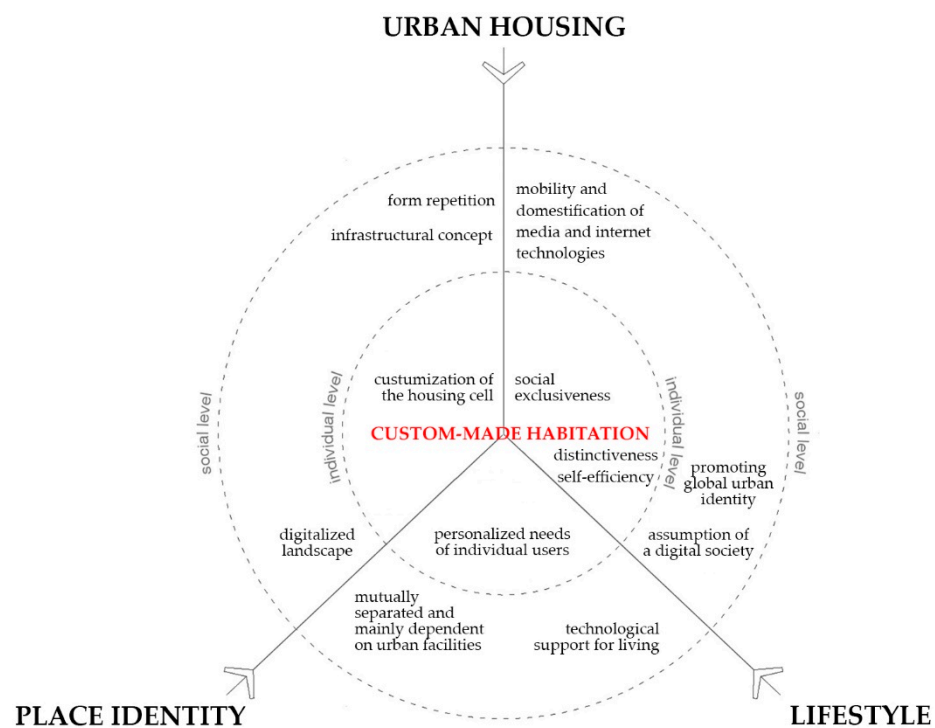 URBAN HOUSING
form repetition
infrastructural concept
mobility and
domestification of
media and internet
technologies
social level
individual level
custumization of
the housing cell
social
exclusiveness
individual level
social level
CUSTOM-MADE HABITATION
distinctiveness
self-efficiency
promoting
global urban
identity
digitalized
landscape
personalized needs
of individual users
assumption of
a digital society
mutually
separated and
mainly dependent
on urban facilities
technological
support for living
PLACE IDENTITY
LIFESTYLE